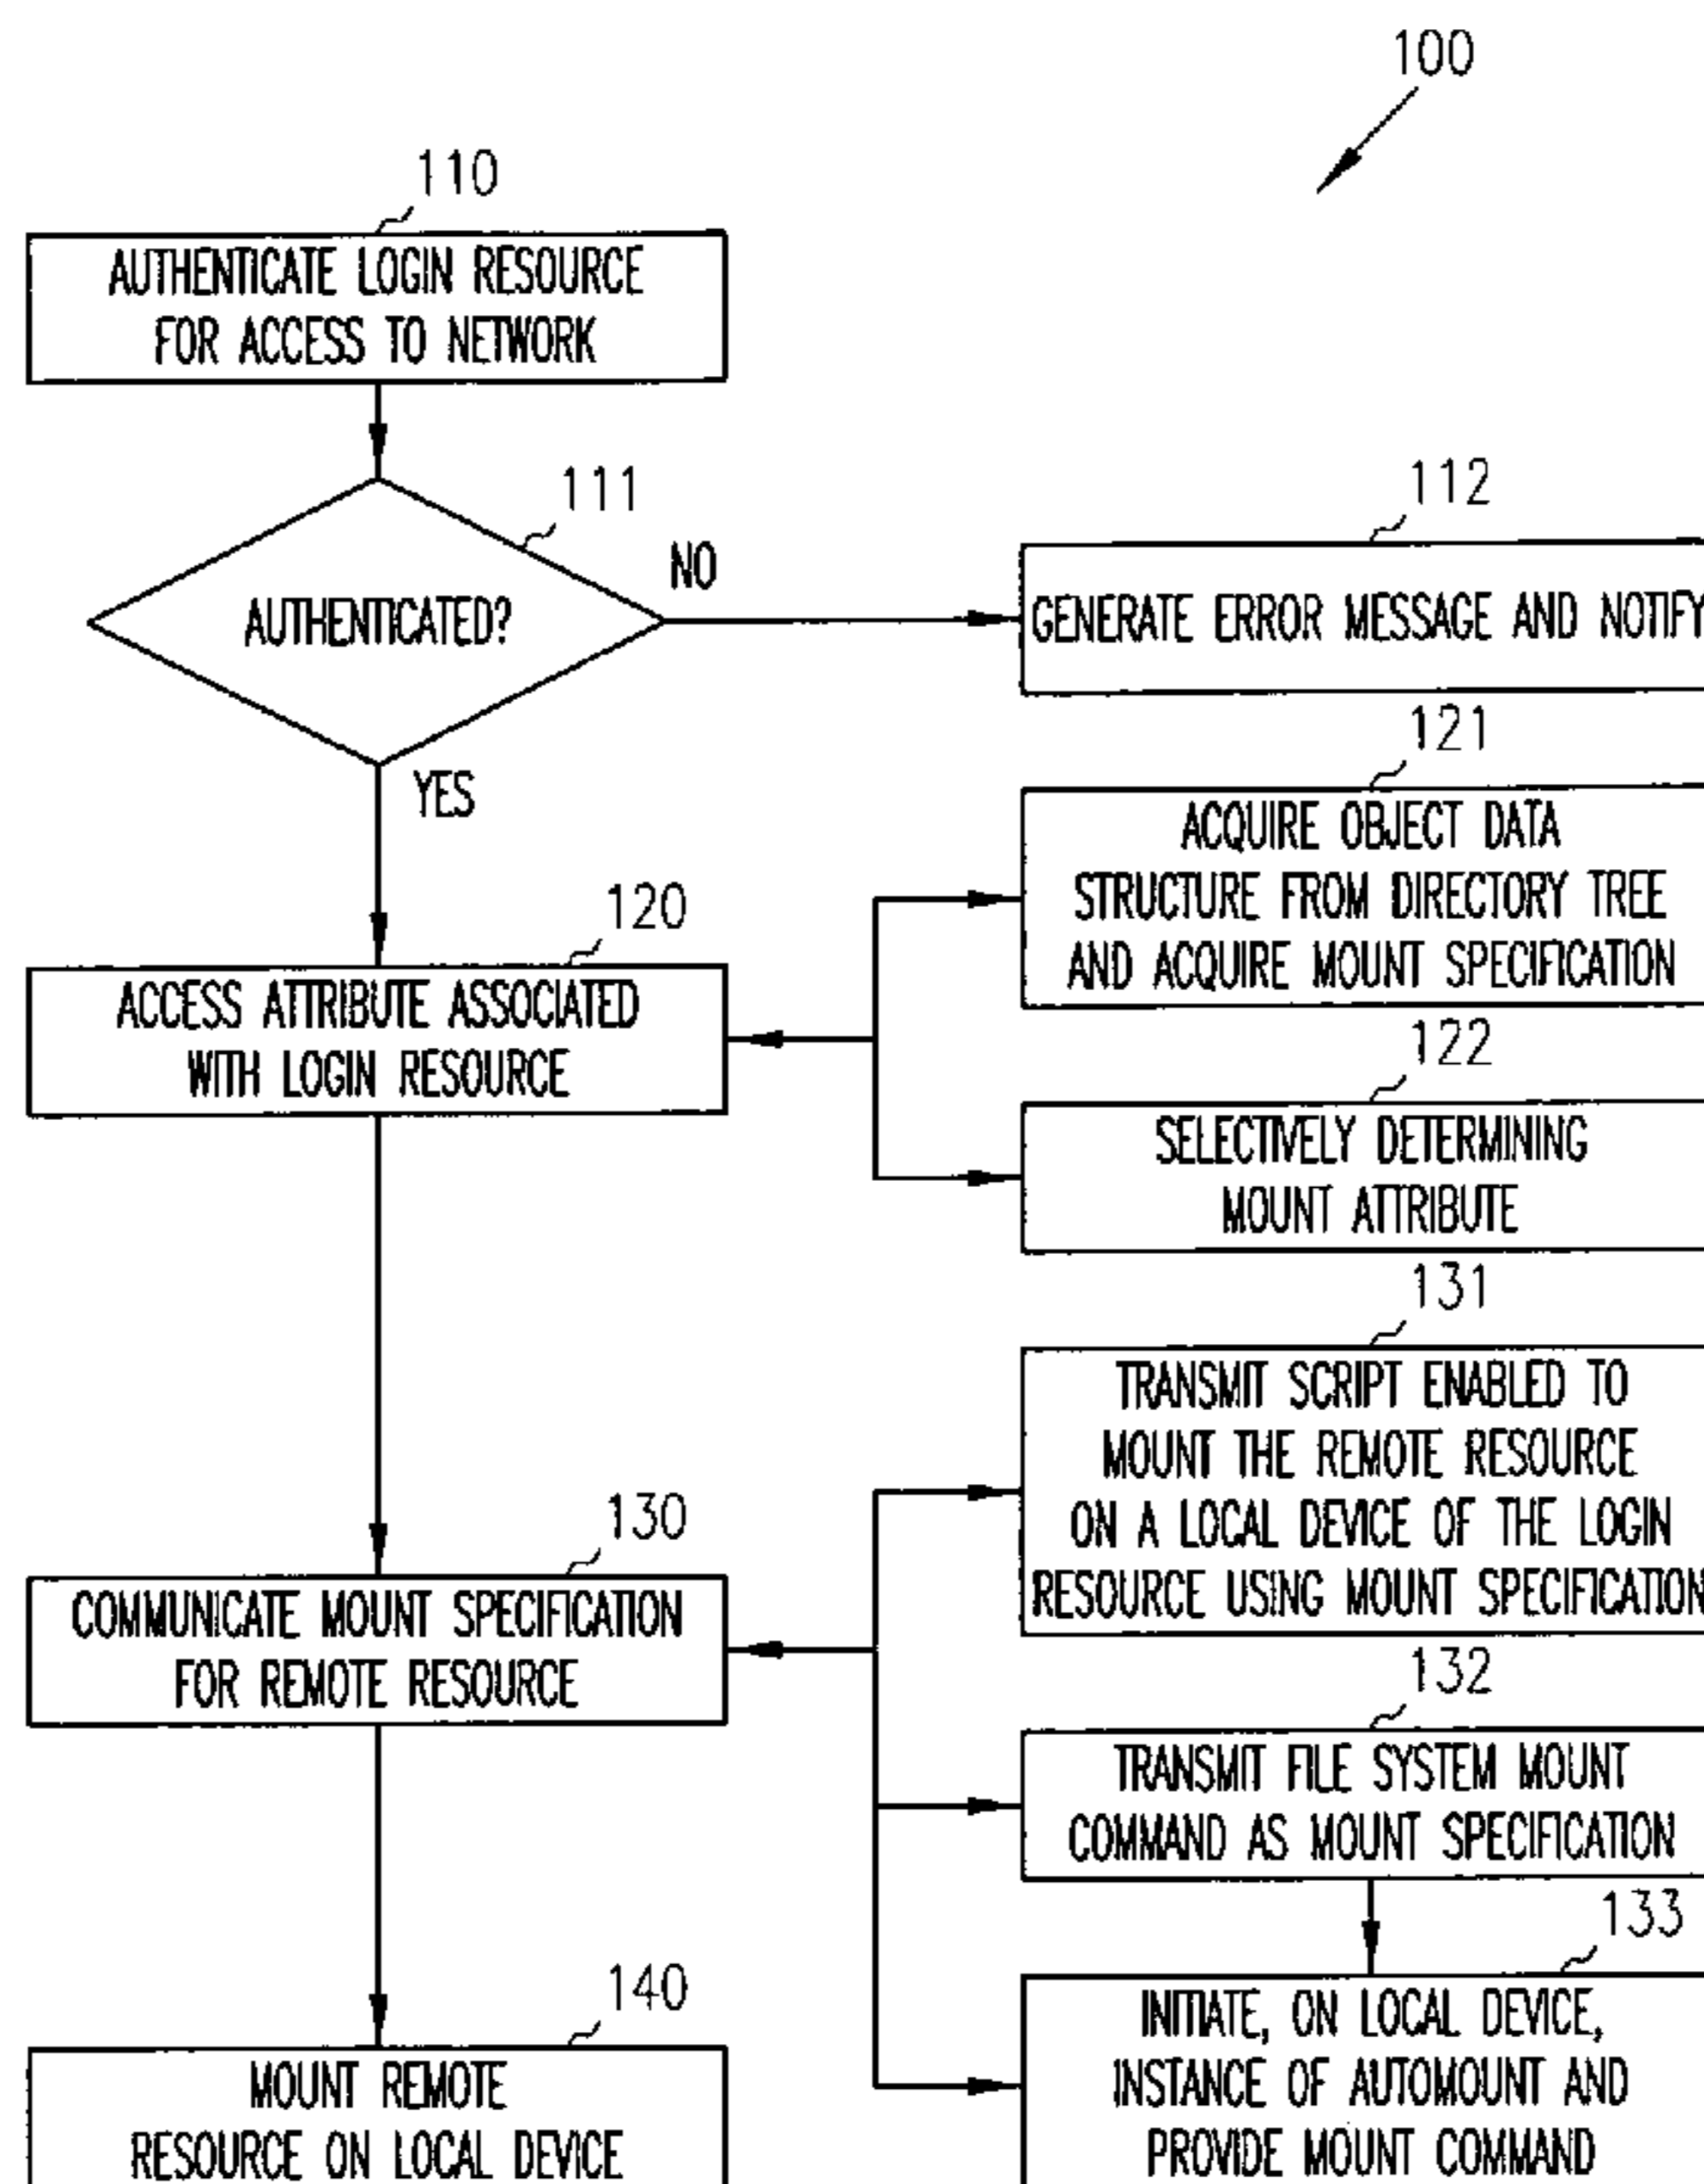 100
110
AUTHENTICATE LOGIN RESOURCE
FOR ACCESS TO NETWORK
111
AUTHENTICATED?
NO
YES
112
GENERATE ERROR MESSAGE AND NOTIFY
120
ACCESS ATTRIBUTE ASSOCIATED
WITH LOGIN RESOURCE
121
ACQUIRE OBJECT DATA
STRUCTURE FROM DIRECTORY TREE
AND ACQUIRE MOUNT SPECIFICATION
122
SELECTIVELY DETERMINING
MOUNT ATTRIBUTE
130
COMMUNICATE MOUNT SPECIFICATION
FOR REMOTE RESOURCE
131
TRANSMIT SCRIPT ENABLED TO
MOUNT THE REMOTE RESOURCE
ON A LOCAL DEVICE OF THE LOGIN
RESOURCE USING MOUNT SPECIFICATION
132
TRANSMIT FILE SYSTEM MOUNT
COMMAND AS MOUNT SPECIFICATION
133
INITIATE, ON LOCAL DEVICE,
INSTANCE OF AUTOMOUNT AND
PROVIDE MOUNT COMMAND
140
MOUNT REMOTE
RESOURCE ON LOCAL DEVICE